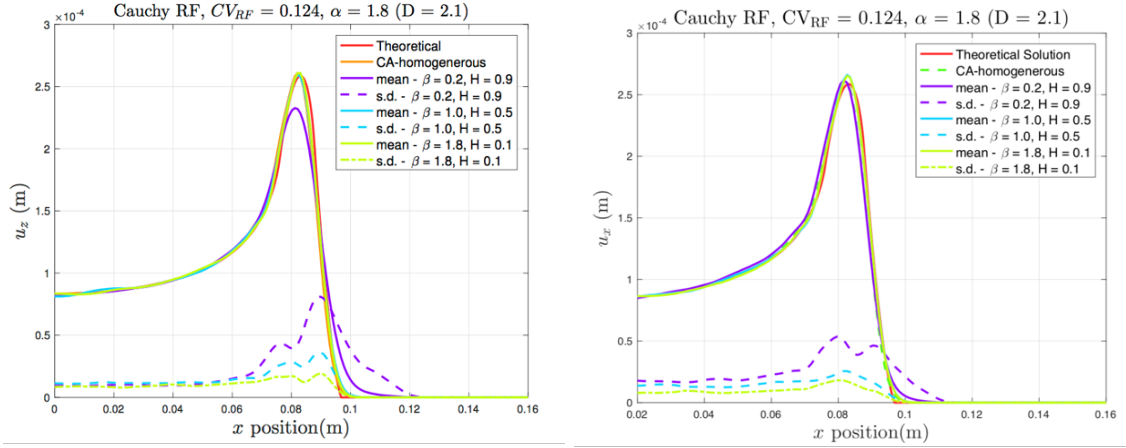 Cauchy RF, CV_RF = 0.124, α = 1.8 (D = 2.1)
3 ×10⁻⁴
2.5
2
1.5
1
0.5
0
u_z (m)
Theoretical
CA-homogenerous
mean - β = 0.2, H = 0.9
s.d. - β = 0.2, H = 0.9
mean - β = 1.0, H = 0.5
s.d. - β = 1.0, H = 0.5
mean - β = 1.8, H = 0.1
s.d. - β = 1.8, H = 0.1
0 0.02 0.04 0.06 0.08 0.1 0.12 0.14 0.16
x position(m)
Cauchy RF, CV_RF = 0.124, α = 1.8 (D = 2.1)
3 ×10⁻⁴
2.5
2
1.5
1
0.5
0
u_x (m)
Theoretical Solution
CA-homogenerous
mean - β = 0.2, H = 0.9
s.d. - β = 0.2, H = 0.9
mean - β = 1.0, H = 0.5
s.d. - β = 1.0, H = 0.5
mean - β = 1.8, H = 0.1
s.d. - β = 1.8, H = 0.1
0.02 0.04 0.06 0.08 0.1 0.12 0.14 0.16
x position(m)